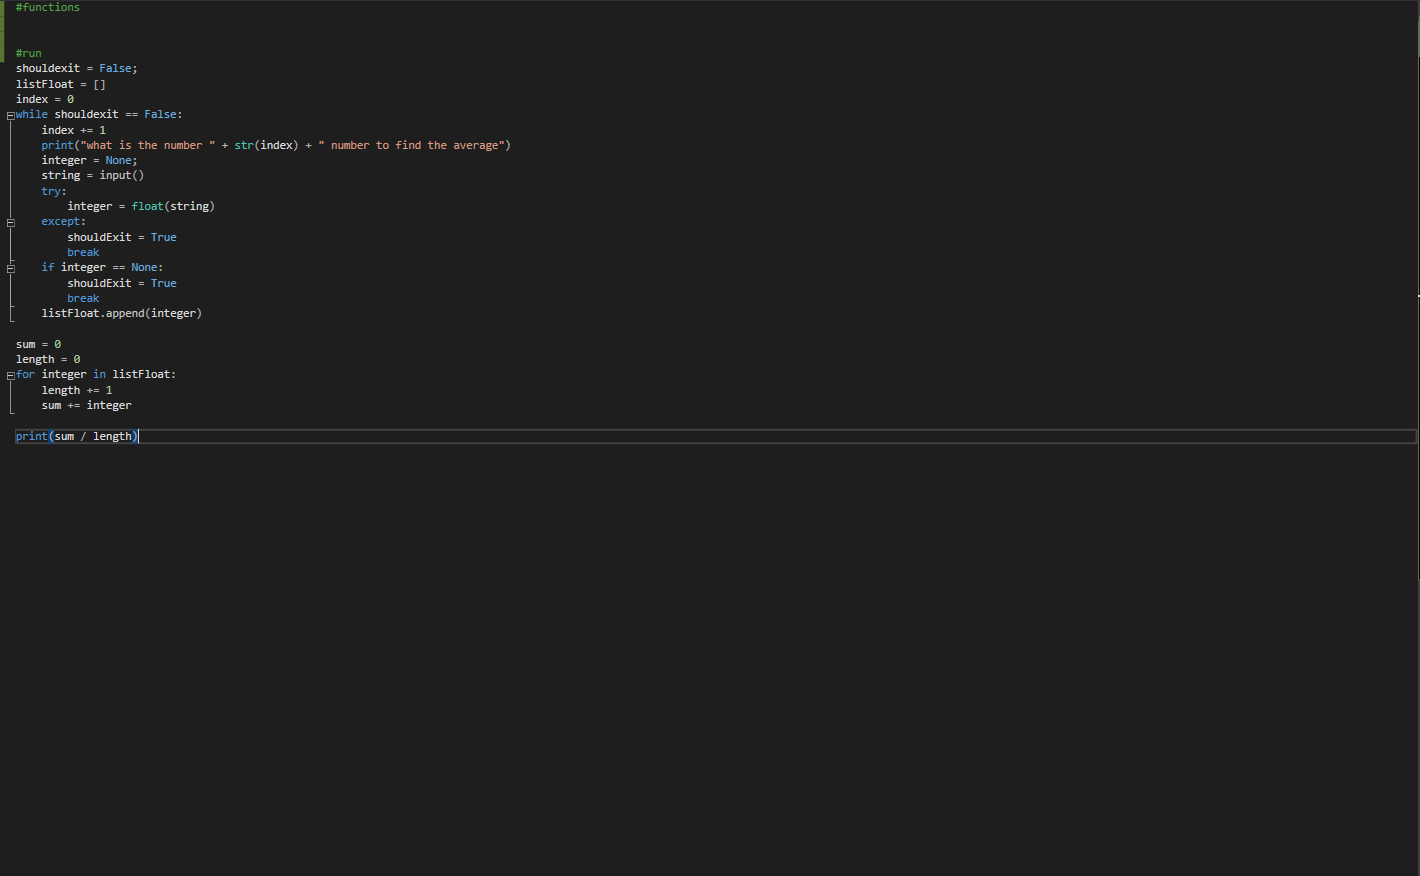 #functions
#run
shouldexit = False;
listFloat = []
index = 0
while shouldexit == False:
    index += 1
    print("what is the number " + str(index) + " number to find the average")
    integer = None;
    string = input()
    try:
        integer = float(string)
    except:
        shouldExit = True
        break
    if integer == None:
        shouldExit = True
        break
    listFloat.append(integer)
sum = 0
length = 0
for integer in listFloat:
    length += 1
    sum += integer
print(sum / length)